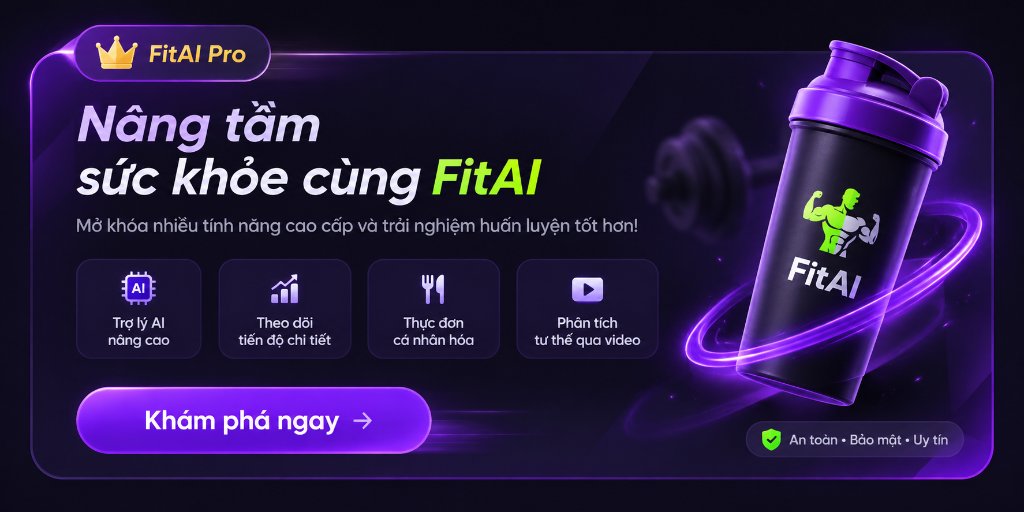 FitAI Pro
Nâng tầm
sức khỏe cùng FitAI
Mở khóa nhiều tính năng cao cấp và trải nghiệm huấn luyện tốt hơn!
AI
Trợ lý AI
nâng cao
Theo dõi
tiến độ chi tiết
Thực đơn
cá nhân hóa
Phân tích
tư thế qua video
Khám phá ngay →
FitAI
An toàn • Bảo mật • Uy tín